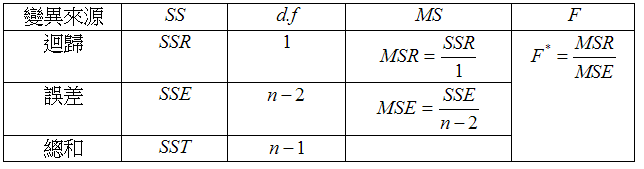 變異來源 SS d.f MS F
迴歸 SSR 1 MSR = SSR/1 F* = MSR/MSE
誤差 SSE n−2 MSE = SSE/n−2
總和 SST n−1